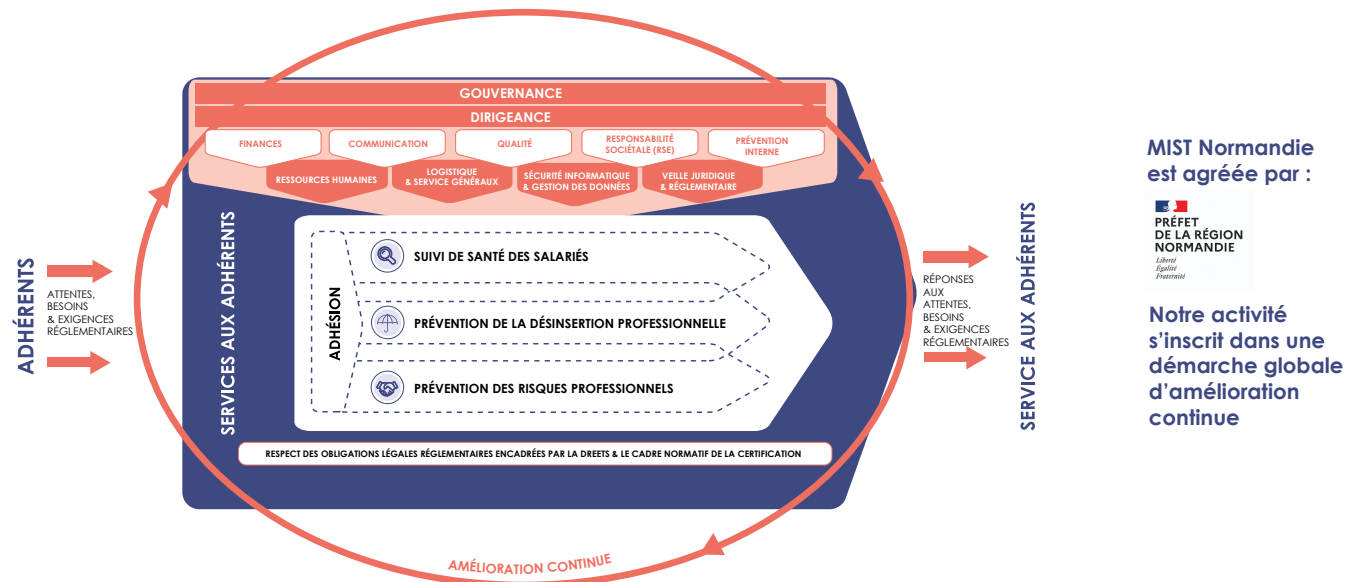 GOUVERNANCE
DIRIGEANCE
FINANCES
COMMUNICATION
QUALITÉ
RESPONSABILITÉ
SOCIÉTALE (RSE)
PRÉVENTION
INTERNE
RESSOURCES HUMAINES
LOGISTIQUE
& SERVICE GÉNÉRAUX
SÉCURITÉ INFORMATIQUE
& GESTION DES DONNÉES
VEILLE JURIDIQUE
& RÉGLEMENTAIRE
ADHÉRENTS
ATTENTES,
BESOINS
& EXIGENCES
RÉGLEMENTAIRES
SERVICES AUX ADHÉRENTS
ADHÉSION
SUIVI DE SANTÉ DES SALARIÉS
PRÉVENTION DE LA DÉSINSERTION PROFESSIONNELLE
PRÉVENTION DES RISQUES PROFESSIONNELS
RESPECT DES OBLIGATIONS LÉGALES RÉGLEMENTAIRES ENCADRÉES PAR LA DREETS & LE CADRE NORMATIF DE LA CERTIFICATION
AMÉLIORATION CONTINUE
RÉPONSES
AUX
ATTENTES,
BESOINS
& EXIGENCES
RÉGLEMENTAIRES
SERVICE AUX ADHÉRENTS
MIST Normandie
est agréée par :
PRÉFET
DE LA RÉGION
NORMANDIE
Liberté
Égalité
Fraternité
Notre activité
s’inscrit dans une
démarche globale
d’amélioration
continue